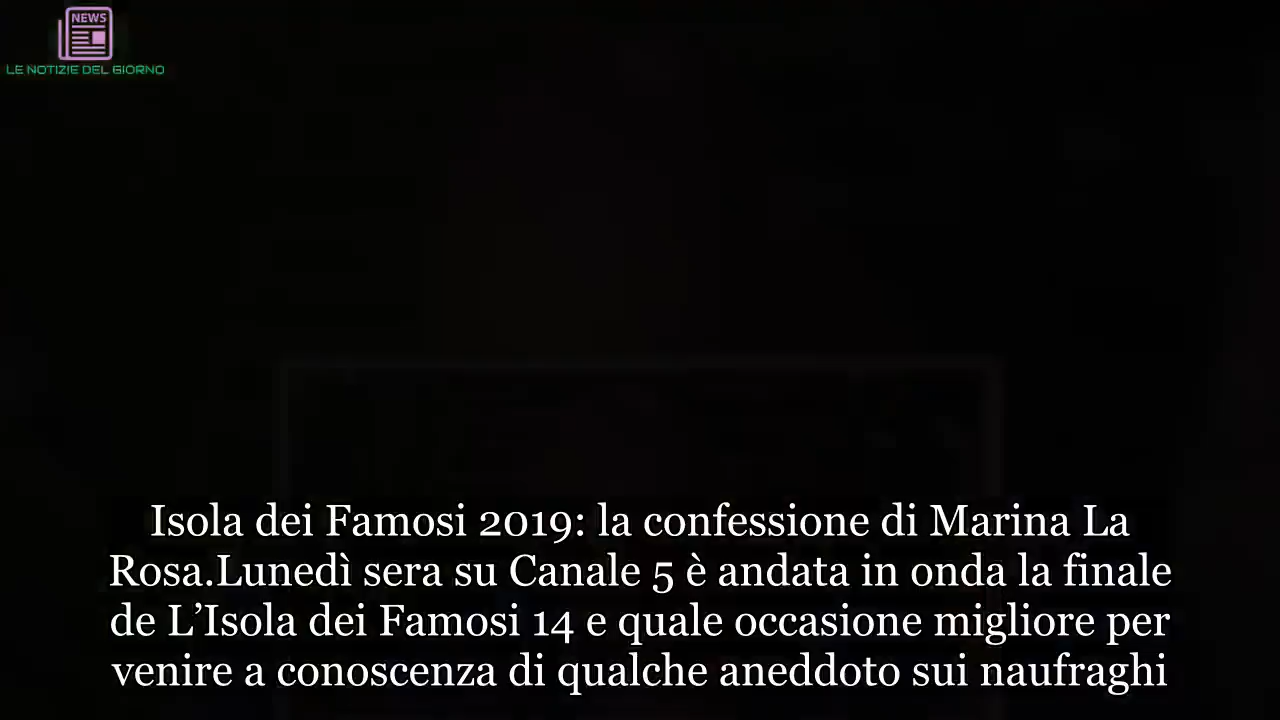 NEWS
LE NOTIZIE DEL GIORNO
Isola dei Famosi 2019: la confessione di Marina La
Rosa.Lunedì sera su Canale 5 è andata in onda la finale
de L’Isola dei Famosi 14 e quale occasione migliore per
venire a conoscenza di qualche aneddoto sui naufraghi